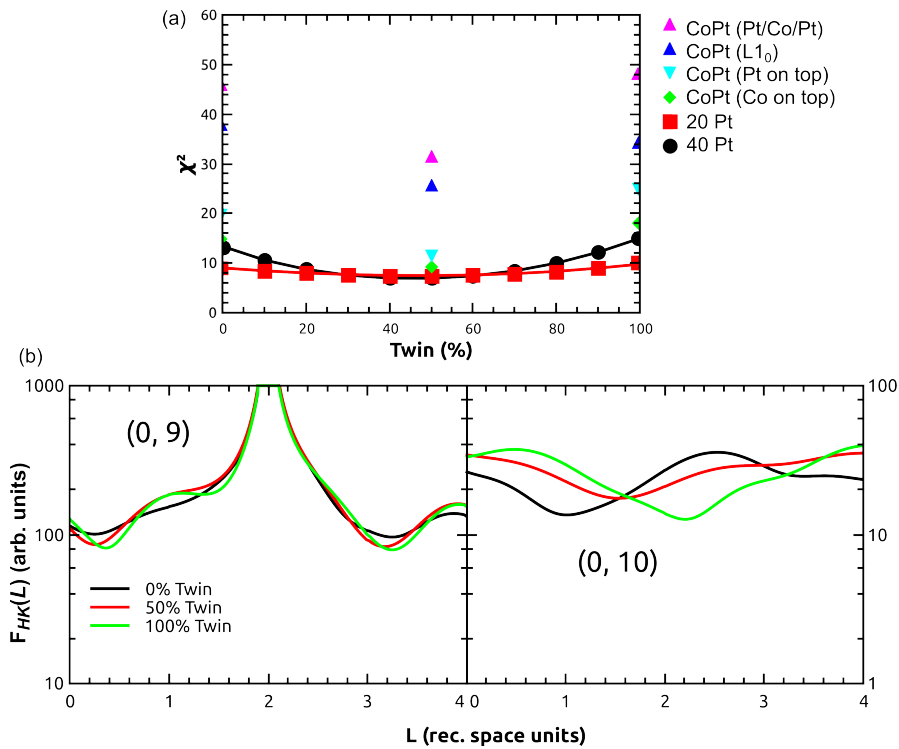 (a)
60
50
40
30
20
10
0
χ²
0 20 40 60 80 100
Twin (%)
CoPt (Pt/Co/Pt)
CoPt (L1₀)
CoPt (Pt on top)
CoPt (Co on top)
20 Pt
40 Pt
(b)
1000
100
10
F_HK(L) (arb. units)
(0, 9)
0% Twin
50% Twin
100% Twin
0 1 2 3 4
(0, 10)
100
10
1
0 1 2 3 4
L (rec. space units)